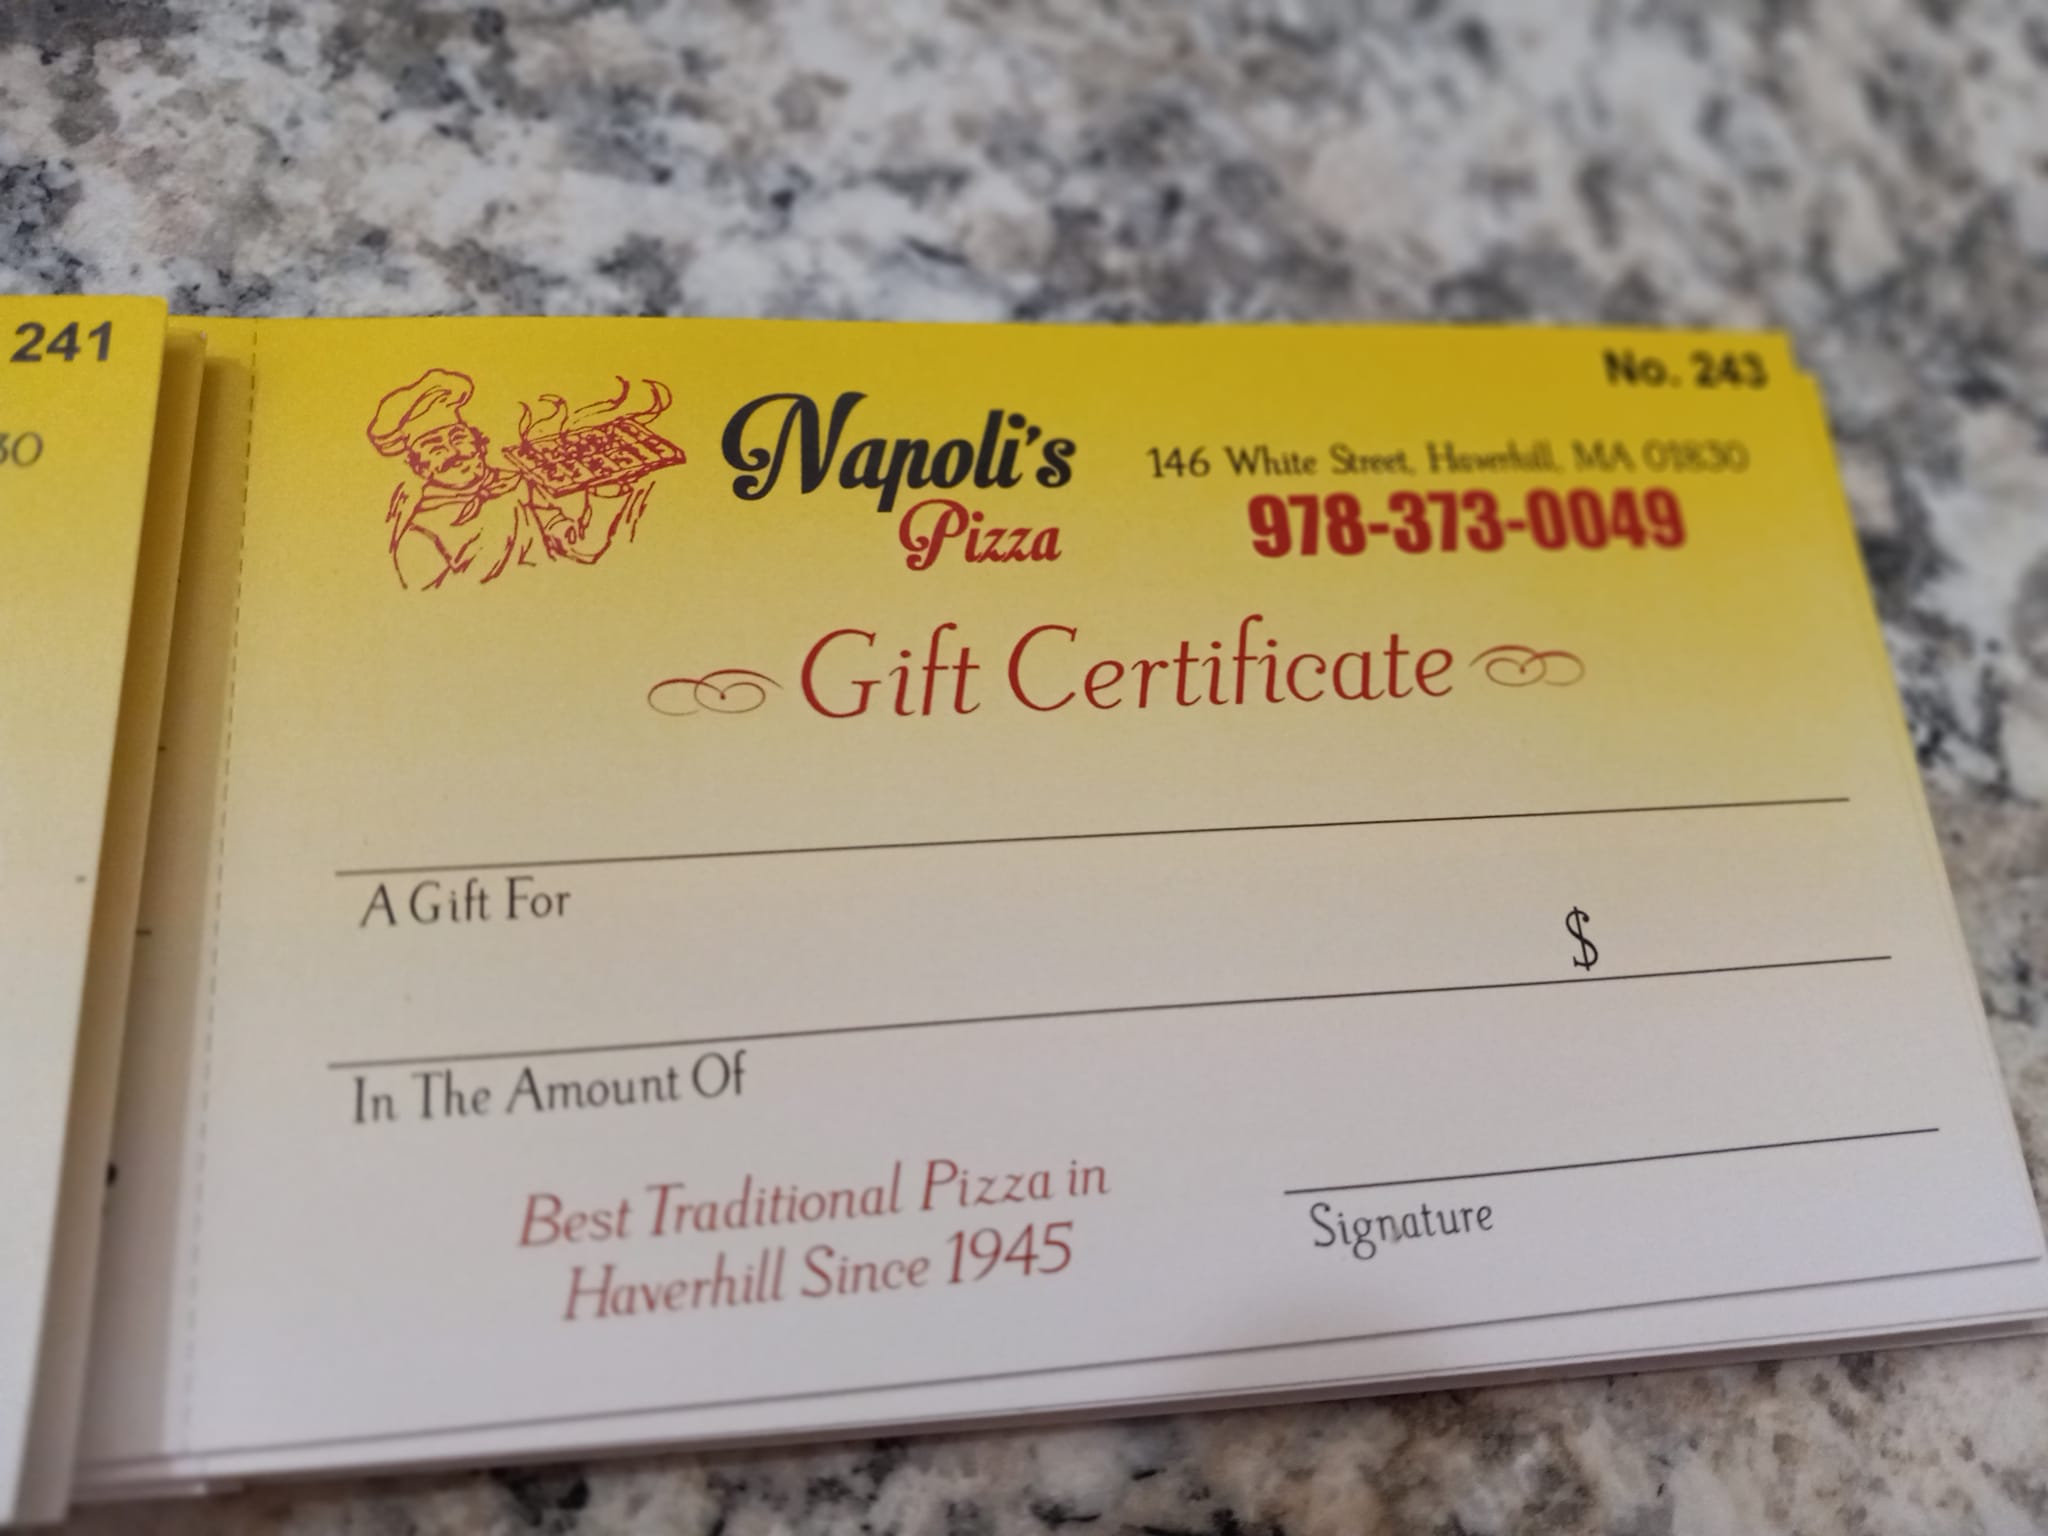 241
30
No. 243
Napoli's
Pizza
146 White Street, Haverhill, MA 01830
978-373-0049
Gift Certificate
A Gift For
$
In The Amount Of
Best Traditional Pizza in
Haverhill Since 1945
Signature